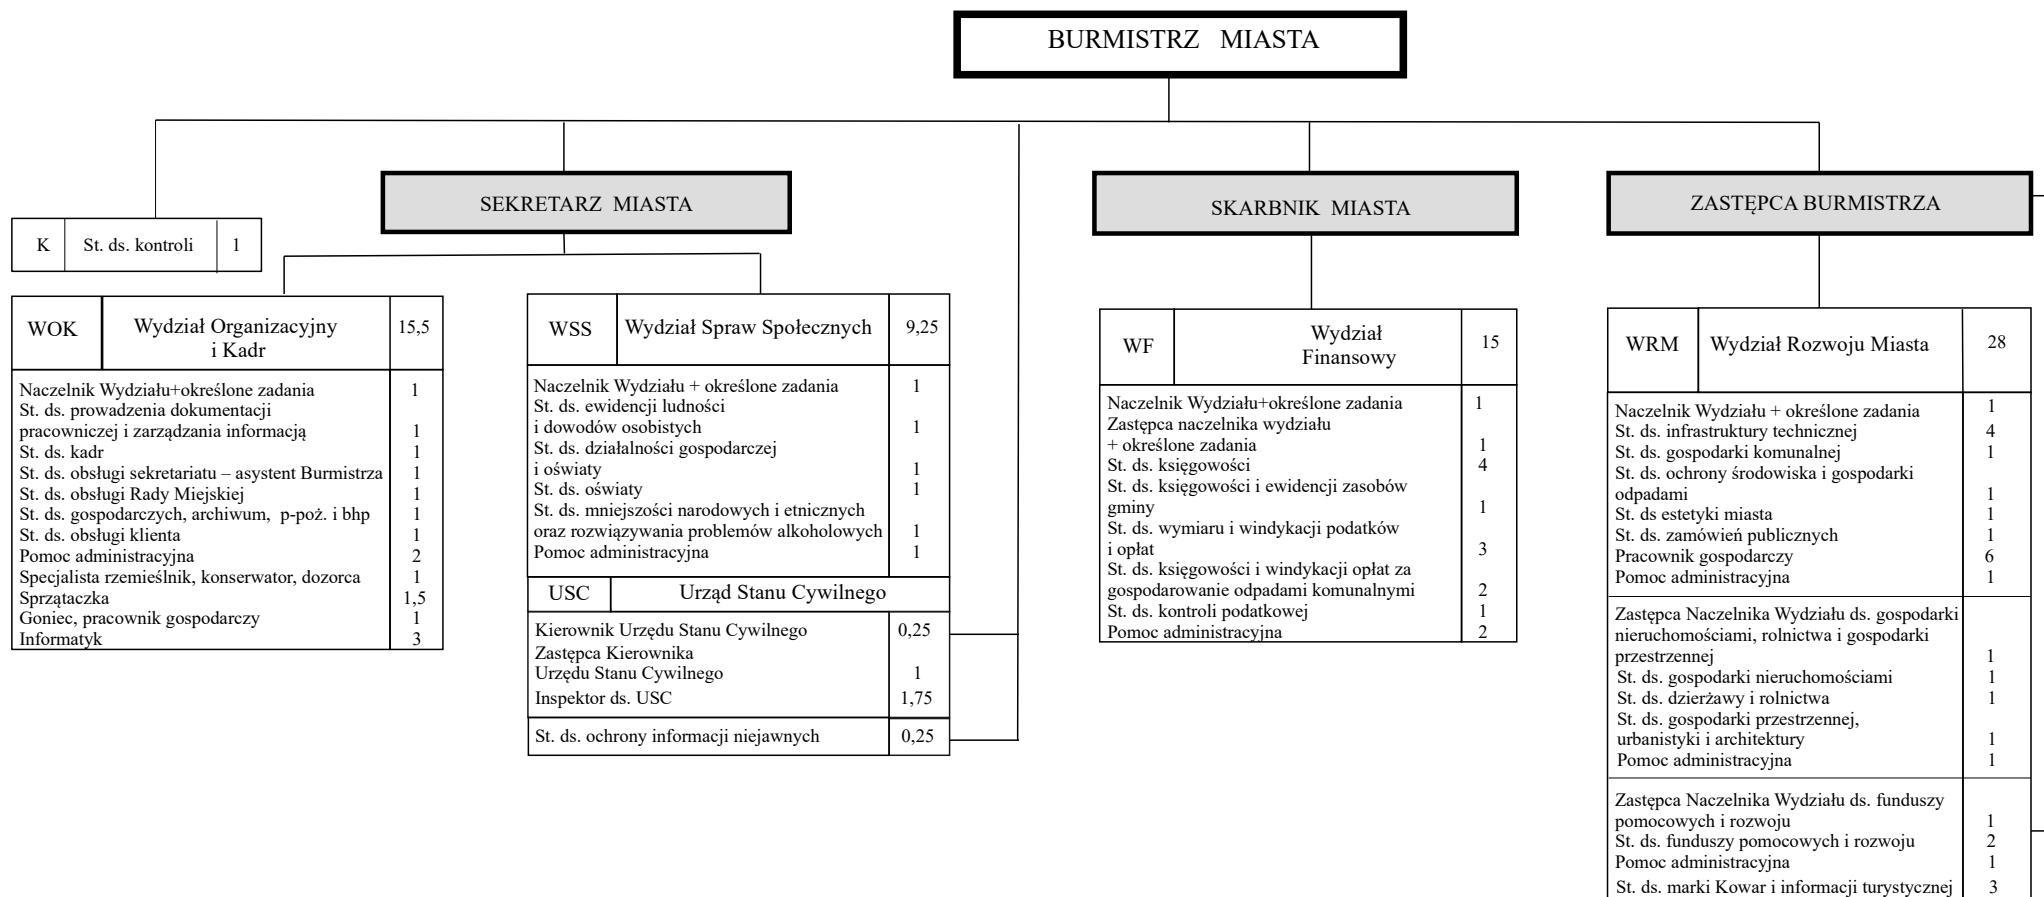 BURMISTRZ MIASTA
SEKRETARZ MIASTA
SKARBNIK MIASTA
ZASTĘPCA BURMISTRZA
K St. ds. kontroli 1
WOK Wydział Organizacyjny 15,5
i Kadr
Naczelnik Wydziału+określone zadania 1
St. ds. prowadzenia dokumentacji
pracowniczej i zarządzania informacją 1
St. ds. kadr 1
St. ds. obsługi sekretariatu – asystent Burmistrza 1
St. ds. obsługi Rady Miejskiej 1
St. ds. gospodarczych, archiwum, p-poż. i bhp 1
St. ds. obsługi klienta 1
Pomoc administracyjna 2
Specjalista rzemieślnik, konserwator, dozorca 1
Sprzątaczka 1,5
Goniec, pracownik gospodarczy 1
Informatyk 3
WSS Wydział Spraw Społecznych 9,25
Naczelnik Wydziału + określone zadania 1
St. ds. ewidencji ludności
i dowodów osobistych 1
St. ds. działalności gospodarczej
i oświaty 1
St. ds. oświaty 1
St. ds. mniejszości narodowych i etnicznych
oraz rozwiązywania problemów alkoholowych 1
Pomoc administracyjna 1
USC Urząd Stanu Cywilnego
Kierownik Urzędu Stanu Cywilnego 0,25
Zastępca Kierownika
Urzędu Stanu Cywilnego 1
Inspektor ds. USC 1,75
St. ds. ochrony informacji niejawnych 0,25
WF Wydział 15
Finansowy
Naczelnik Wydziału+określone zadania 1
Zastępca naczelnika wydziału
+ określone zadania 1
St. ds. księgowości 4
St. ds. księgowości i ewidencji zasobów
gminy 1
St. ds. wymiaru i windykacji podatków
i opłat 3
St. ds. księgowości i windykacji opłat za
gospodarowanie odpadami komunalnymi 2
St. ds. kontroli podatkowej 1
Pomoc administracyjna 2
WRM Wydział Rozwoju Miasta 28
Naczelnik Wydziału + określone zadania 1
St. ds. infrastruktury technicznej 4
St. ds. gospodarki komunalnej 1
St. ds. ochrony środowiska i gospodarki
odpadami 1
St. ds estetyki miasta 1
St. ds. zamówień publicznych 1
Pracownik gospodarczy 6
Pomoc administracyjna 1
Zastępca Naczelnika Wydziału ds. gospodarki
nieruchomościami, rolnictwa i gospodarki
przestrzennej 1
St. ds. gospodarki nieruchomościami 1
St. ds. dzierżawy i rolnictwa 1
St. ds. gospodarki przestrzennej,
urbanistyki i architektury 1
Pomoc administracyjna 1
Zastępca Naczelnika Wydziału ds. funduszy
pomocowych i rozwoju 1
St. ds. funduszy pomocowych i rozwoju 2
Pomoc administracyjna 1
St. ds. marki Kowar i informacji turystycznej 3